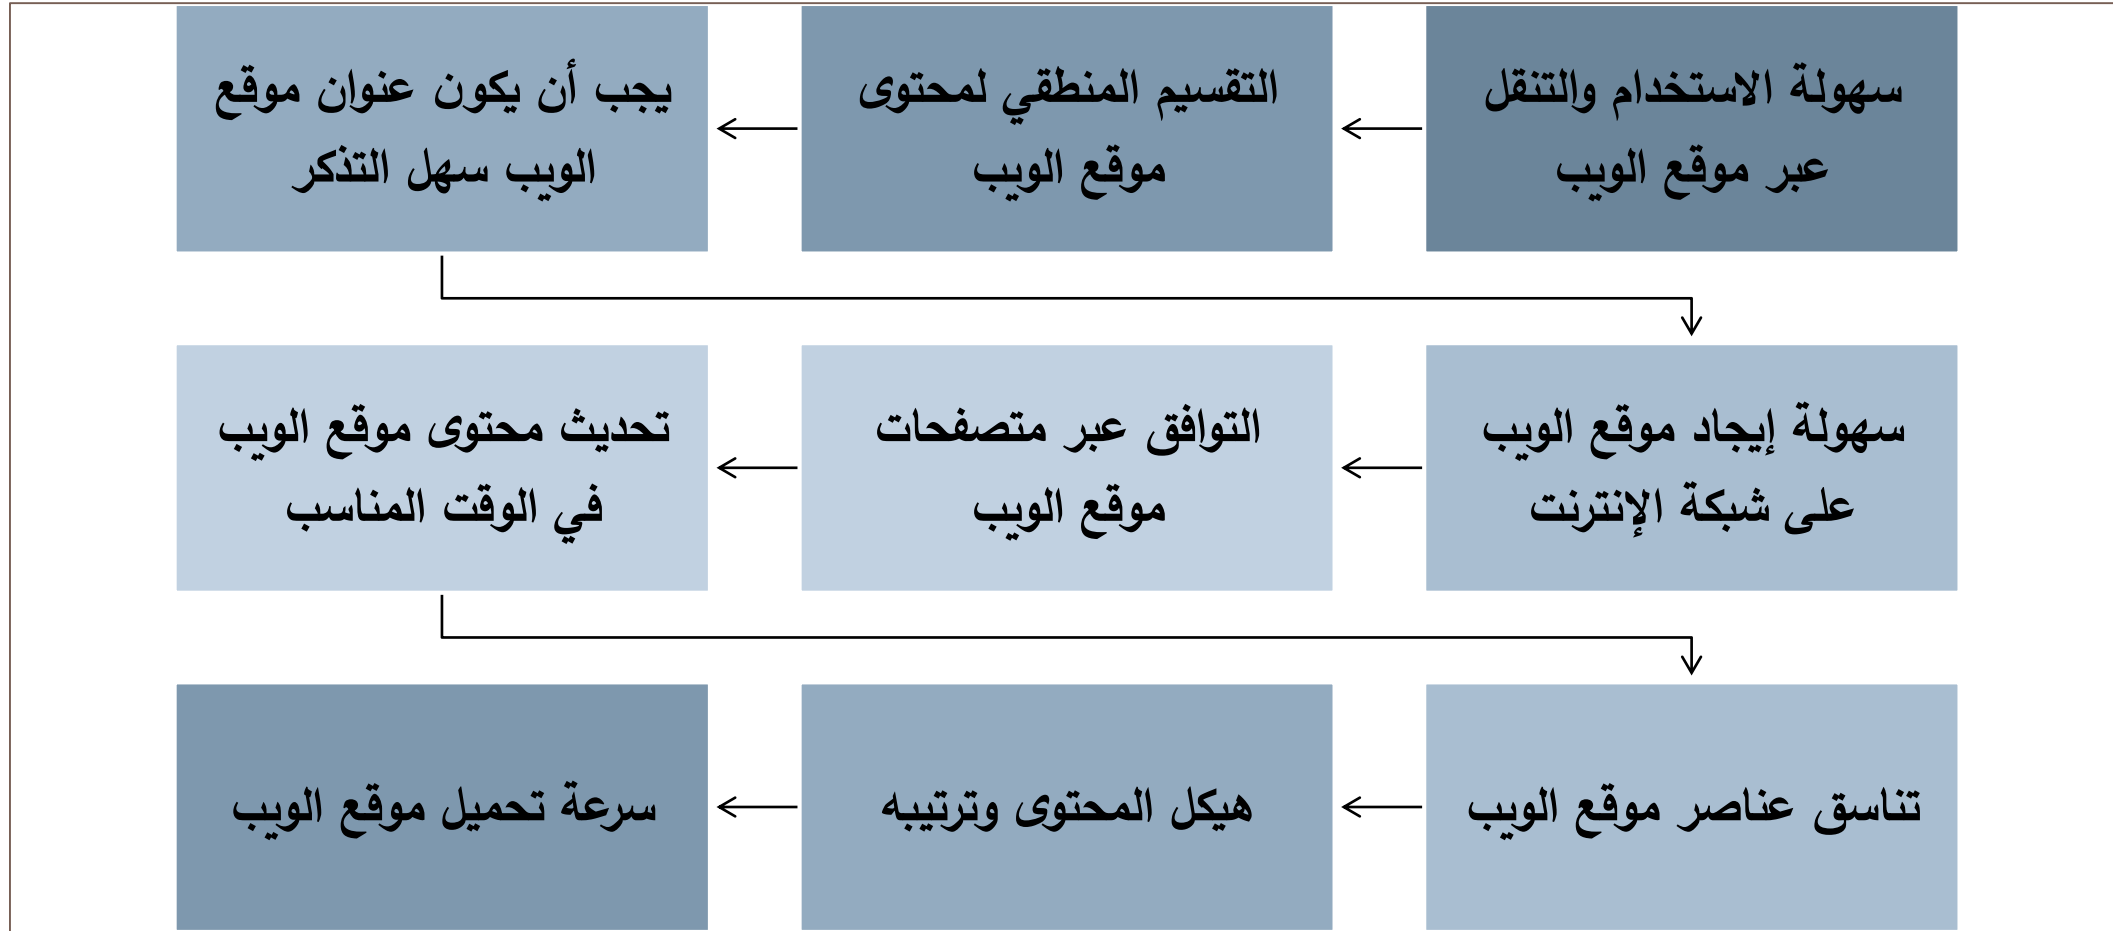 سهولة الاستخدام والتنقل
عبر موقع الويب
التقسيم المنطقي لمحتوى
موقع الويب
يجب أن يكون عنوان موقع
الويب سهل التذكر
سهولة إيجاد موقع الويب
على شبكة الإنترنت
التوافق عبر متصفحات
موقع الويب
تحديث محتوى موقع الويب
في الوقت المناسب
تناسق عناصر موقع الويب
هيكل المحتوى وترتيبه
سرعة تحميل موقع الويب